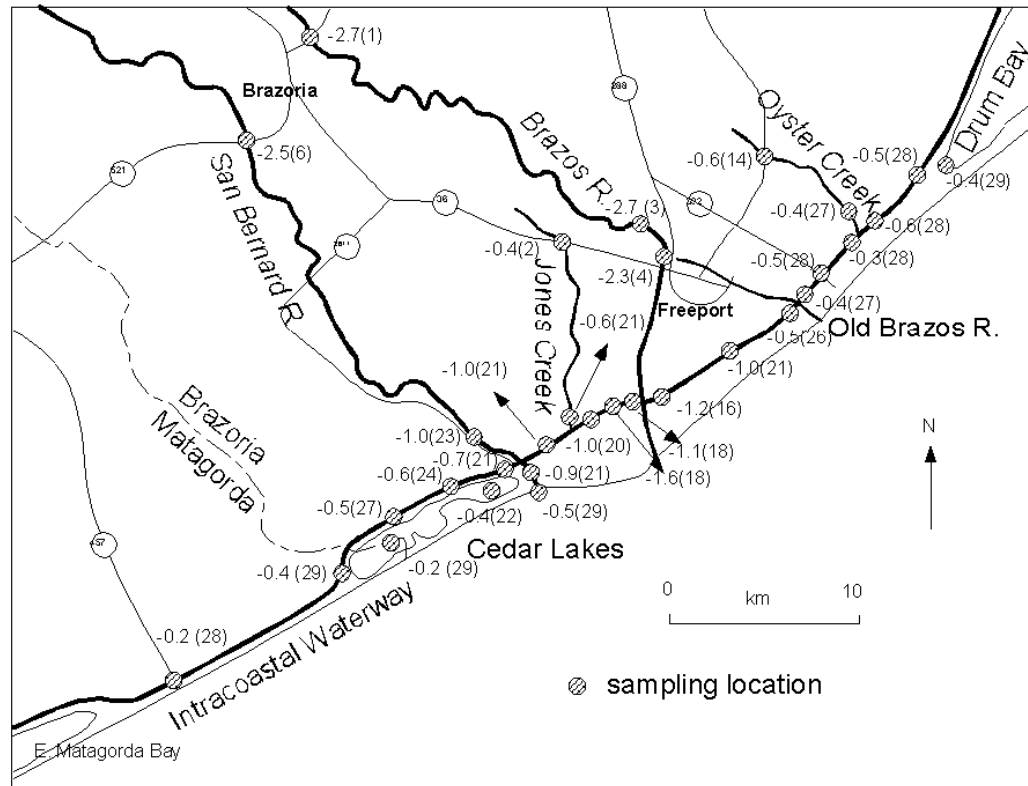 -2.7(1)
Brazoria
-2.5(6)
San Bernard R.
521
36
2611
Brazos R.
-2.7 (3)
-2.3(4)
288
-0.6(14)
Oyster Creek
-0.5(28)
Drum Bay
-0.4(29)
-0.4(27)
-0.6(28)
-0.3(28)
-0.5(28)
-0.4(27)
Old Brazos R.
-0.5(26)
Freeport
-0.4(2)
Jones Creek
-0.6(21)
-1.0(21)
-1.0(21)
-1.2(16)
-1.1(18)
-1.6(18)
-1.0(20)
-1.0(23)
-0.7(21)
-0.9(21)
-0.6(24)
-0.5(29)
-0.4(22)
-0.5(27)
Brazoria
Matagorda
Cedar Lakes
-0.2 (29)
-0.4 (29)
457
-0.2 (28)
Intracoastal Waterway
E. Matagorda Bay
N
0 10
km
sampling location